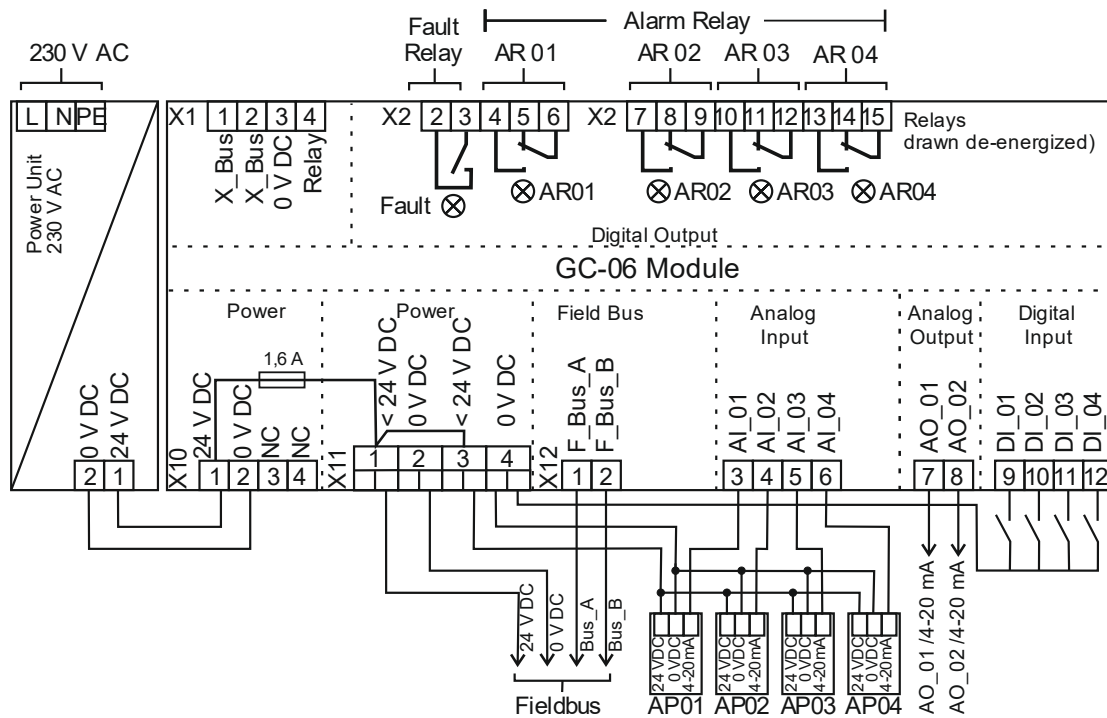 Alarm Relay
Fault
Relay
230 V AC
AR 01
AR 02
AR 03
AR 04
L N PE
X1 1 2 3 4
X2 2 3 4 5 6
X2 7 8 9 10 11 12 13 14 15
Relays
drawn de-energized)
Power Unit
230 V AC
X_Bus
X_Bus
0 V DC
Relay
Fault
AR01
AR02
AR03
AR04
Digital Output
GC-06 Module
Power
Power
Field Bus
Analog
Input
Analog
Output
Digital
Input
1,6 A
0 V DC
24 V DC
24 V DC
0 V DC
NC
NC
< 24 V DC
0 V DC
< 24 V DC
0 V DC
F_Bus_A
F_Bus_B
AI_01
AI_02
AI_03
AI_04
AO_01
AO_02
DI_01
DI_02
DI_03
DI_04
2 1
X10 1 2 3 4
X11 1 2 3 4
X12 1 2
3 4 5 6
7 8
9 10 11 12
24 V DC
0 V DC
Bus_A
Bus_B
Fieldbus
24 VDC
0 VDC
4-20mA
24 VDC
0 VDC
4-20mA
24 VDC
0 VDC
4-20mA
24 VDC
0 VDC
4-20mA
AP01 AP02 AP03 AP04
AO_01 /4-20 mA
AO_02 /4-20 mA